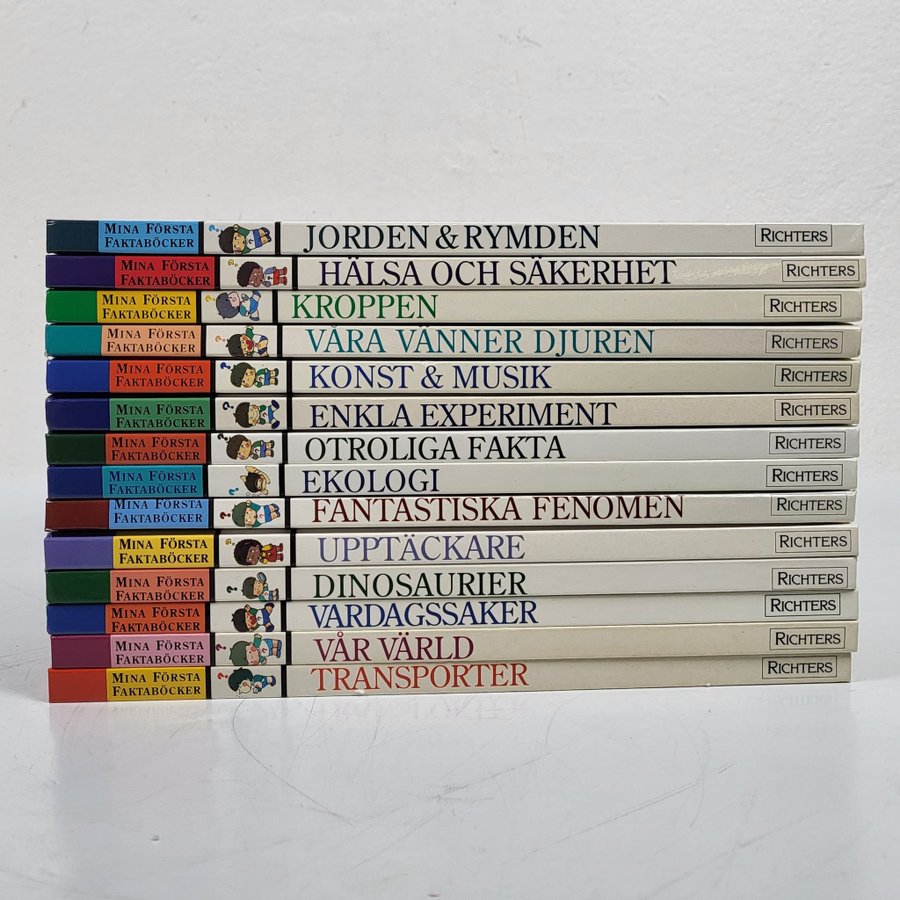 MINA FÖRSTA
FAKTABÖCKER
JORDEN & RYMDEN
RICHTERS
MINA FÖRSTA
FAKTABÖCKER
HÄLSA OCH SÄKERHET
RICHTERS
MINA FÖRSTA
FAKTABÖCKER
KROPPEN
RICHTERS
MINA FÖRSTA
FAKTABÖCKER
VÅRA VÄNNER DJUREN
RICHTERS
MINA FÖRSTA
FAKTABÖCKER
KONST & MUSIK
RICHTERS
MINA FÖRSTA
FAKTABÖCKER
ENKLA EXPERIMENT
RICHTERS
MINA FÖRSTA
FAKTABÖCKER
OTROLIGA FAKTA
RICHTERS
MINA FÖRSTA
FAKTABÖCKER
EKOLOGI
RICHTERS
MINA FÖRSTA
FAKTABÖCKER
FANTASTISKA FENOMEN
RICHTERS
MINA FÖRSTA
FAKTABÖCKER
UPPTÄCKARE
RICHTERS
MINA FÖRSTA
FAKTABÖCKER
DINOSAURIER
RICHTERS
MINA FÖRSTA
FAKTABÖCKER
VARDAGSSAKER
RICHTERS
MINA FÖRSTA
FAKTABÖCKER
VÅR VÄRLD
RICHTERS
MINA FÖRSTA
FAKTABÖCKER
TRANSPORTER
RICHTERS